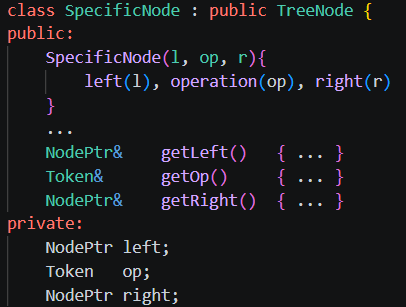 class SpecificNode : public TreeNode {
public:
    SpecificNode(l, op, r){
        left(l), operation(op), right(r)
    }
    ...
    NodePtr&    getLeft()   { ... }
    Token&      getOp()     { ... }
    NodePtr&    getRight()  { ... }
private:
    NodePtr left;
    Token   op;
    NodePtr right;